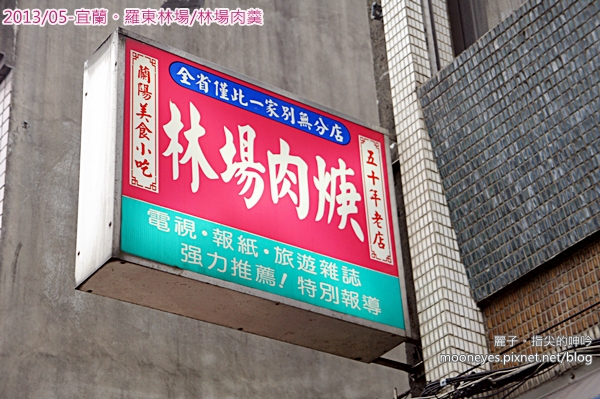 2013/05-宜蘭‧羅東林場/林場肉羹
全省僅此一家別無分店
蘭陽美食小吃
林場肉焿
五十年老店
電視‧報紙‧旅遊雜誌
强力推薦!特別報導
麗子‧指尖的呻吟
mooneyes.pixnet.net/blog